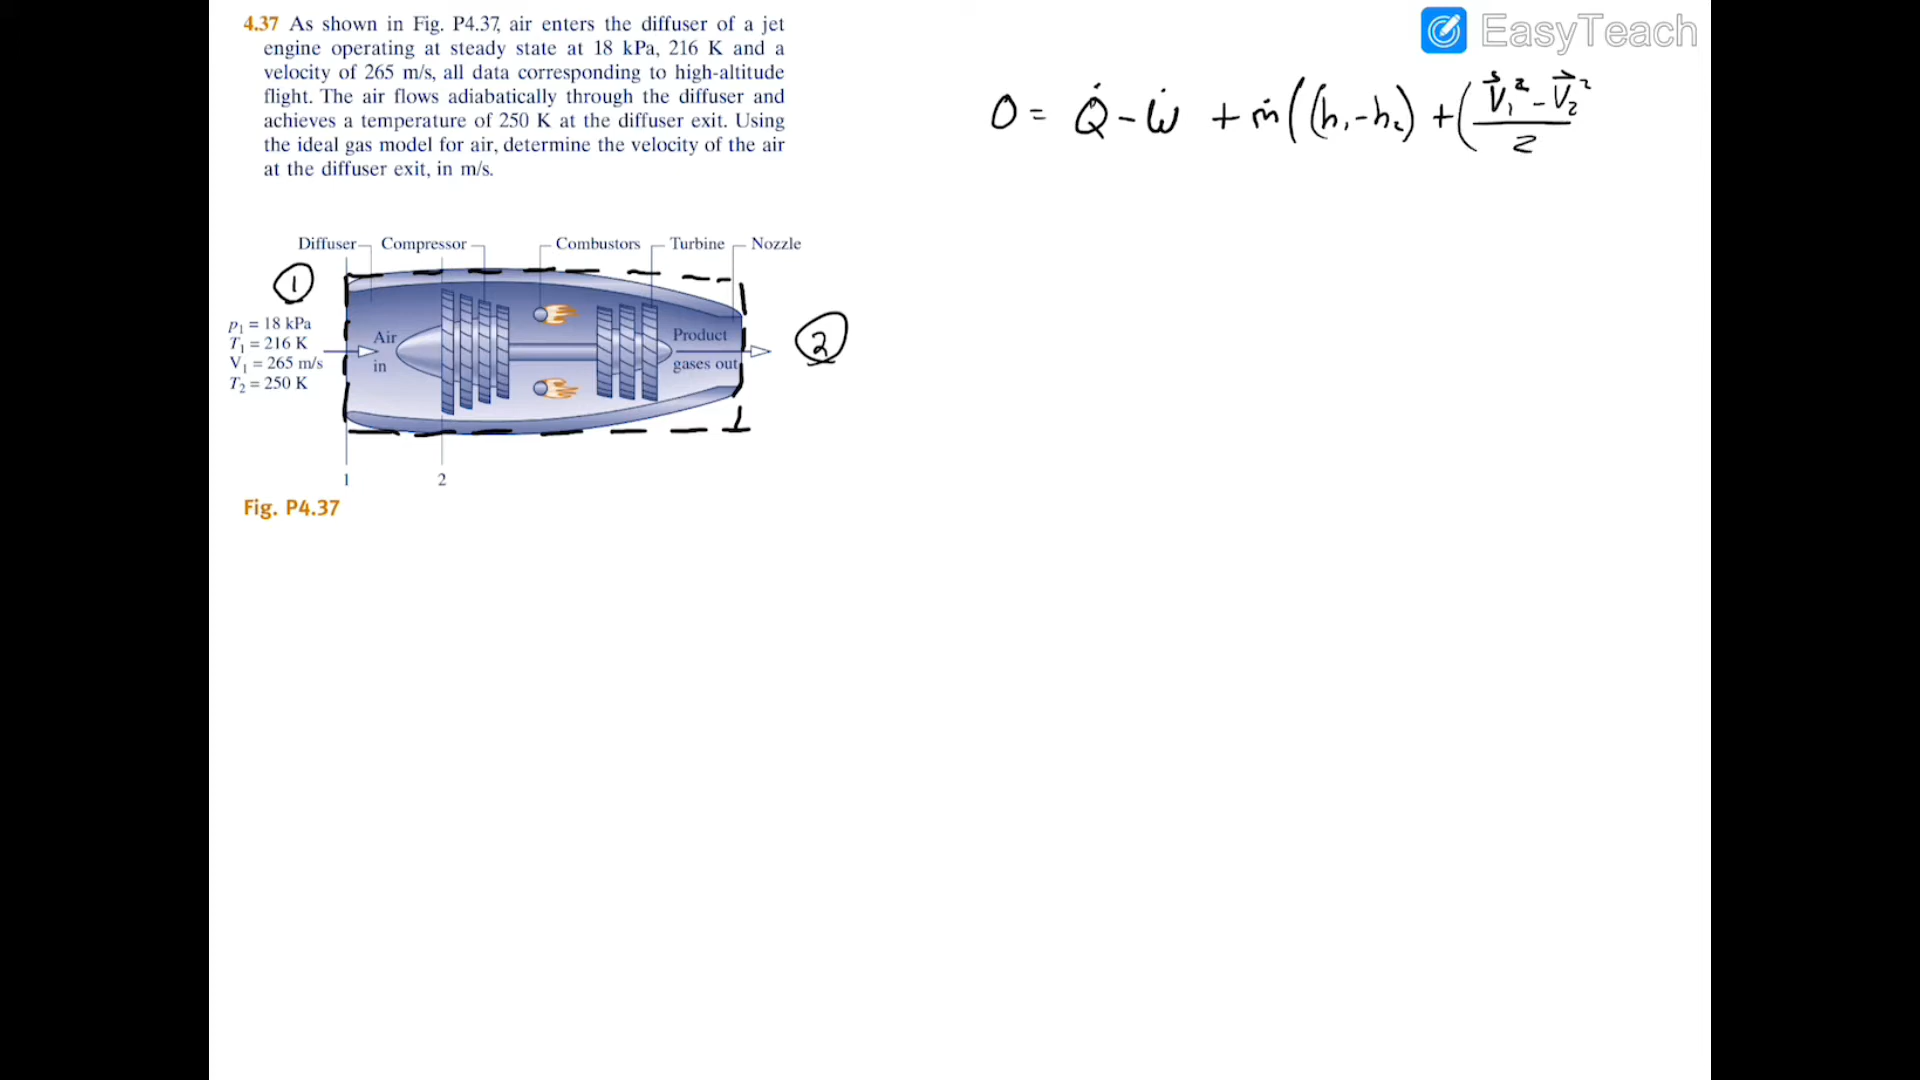 4.37 As shown in Fig. P4.37, air enters the diffuser of a jet
engine operating at steady state at 18 kPa, 216 K and a
velocity of 265 m/s, all data corresponding to high-altitude
flight. The air flows adiabatically through the diffuser and
achieves a temperature of 250 K at the diffuser exit. Using
the ideal gas model for air, determine the velocity of the air
at the diffuser exit, in m/s.
EasyTeach
0 = Q̇ - Ẇ + ṁ((h₁-h₂) + (V⃗₁² - V⃗₂²
2
Diffuser Compressor Combustors Turbine Nozzle
1
p₁ = 18 kPa
T₁ = 216 K
V₁ = 265 m/s
T₂ = 250 K
Air
in
Product
gases out
2
1 2
Fig. P4.37